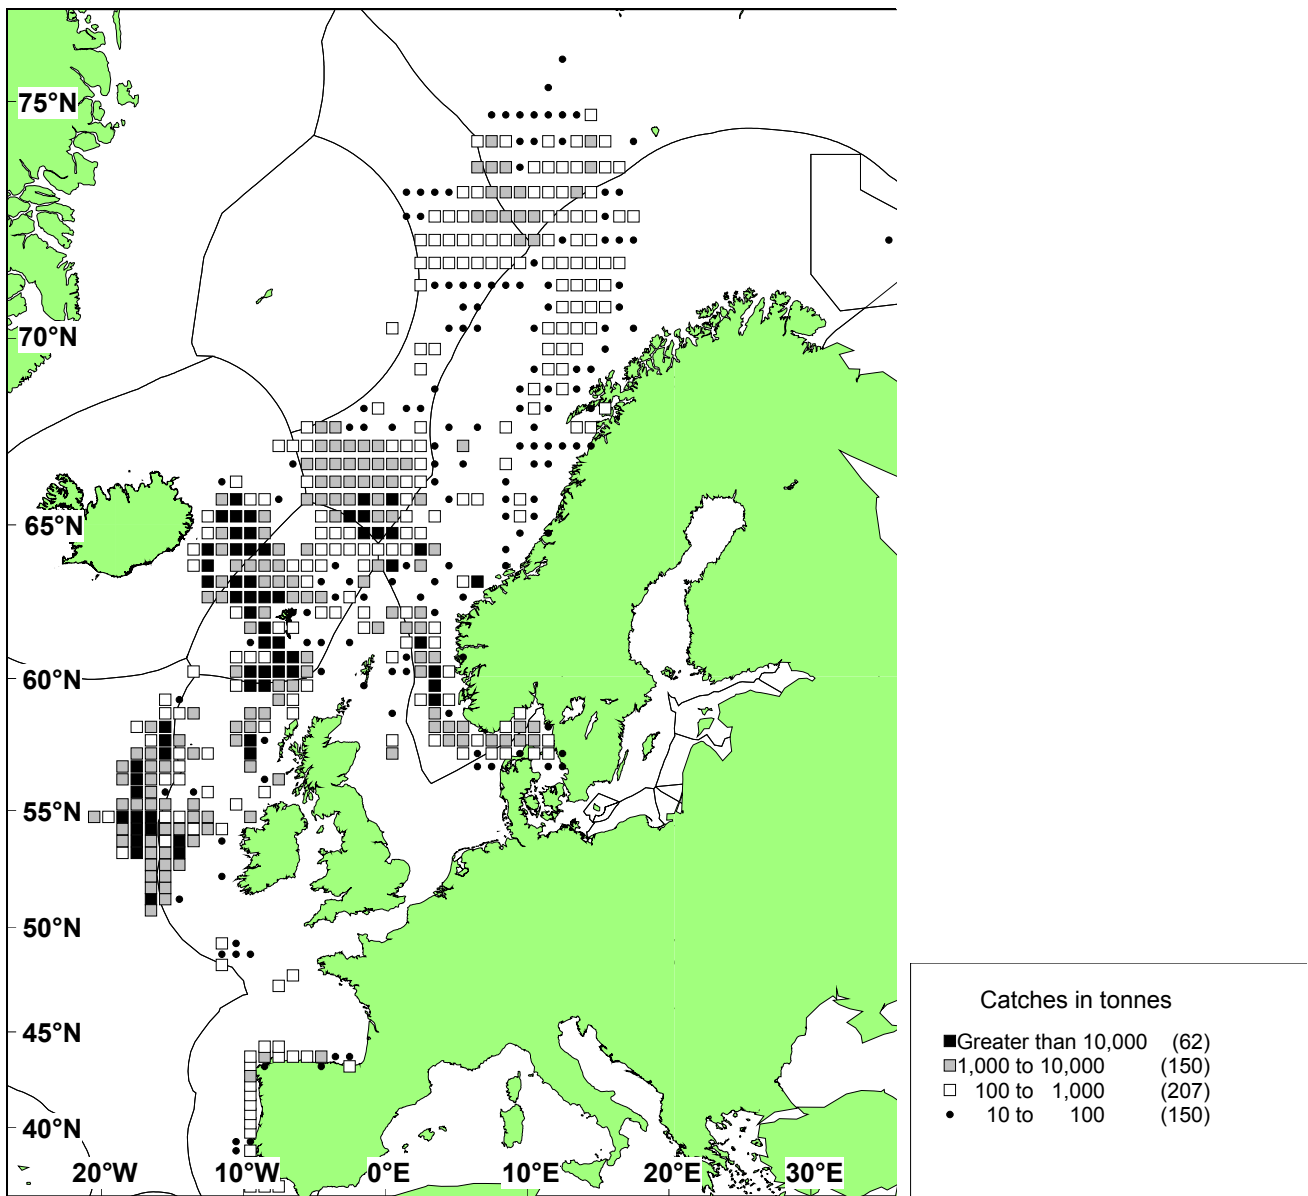 75°N
70°N
65°N
60°N
55°N
50°N
45°N
40°N
20°W 10°W 0°E 10°E 20°E 30°E
Catches in tonnes
Greater than 10,000 (62)
1,000 to 10,000 (150)
100 to 1,000 (207)
10 to 100 (150)